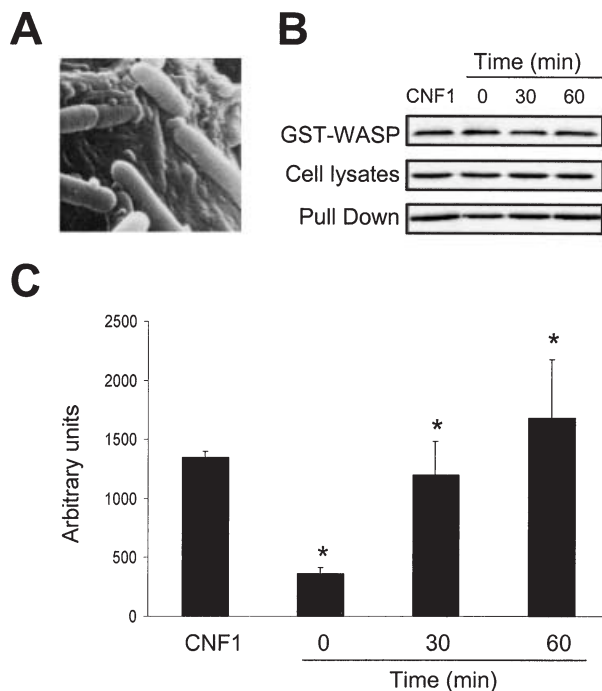 A
B
Time (min)
CNF1 0 30 60
GST-WASP
Cell lysates
Pull Down
C
2500
2000
1500
1000
500
0
Arbitrary units
*
*
*
CNF1 0 30 60
Time (min)